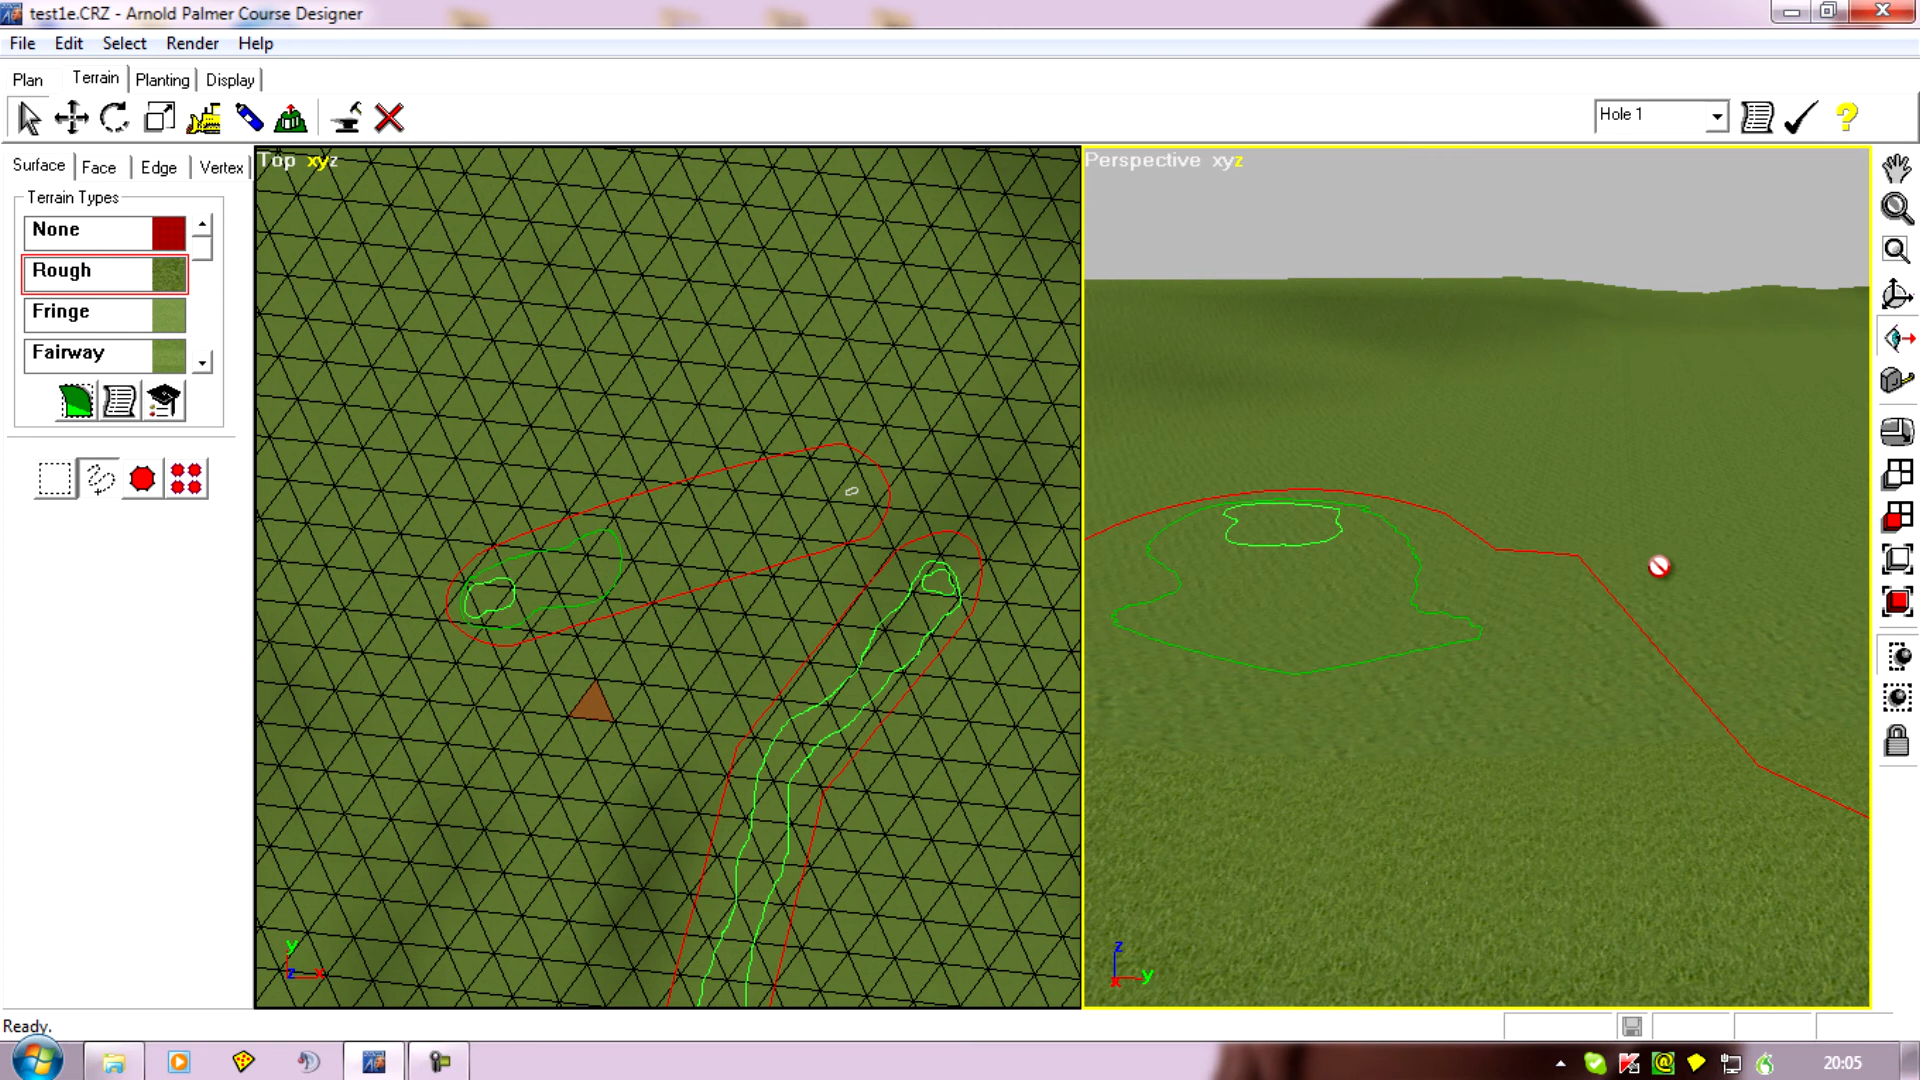 test1e.CRZ - Arnold Palmer Course Designer
File Edit Select Render Help
Plan Terrain Planting Display
Hole 1
Surface Face Edge Vertex
Terrain Types
None
Rough
Fringe
Fairway
Top xyz
Perspective xyz
y
z x
z
x y
Ready.
20:05